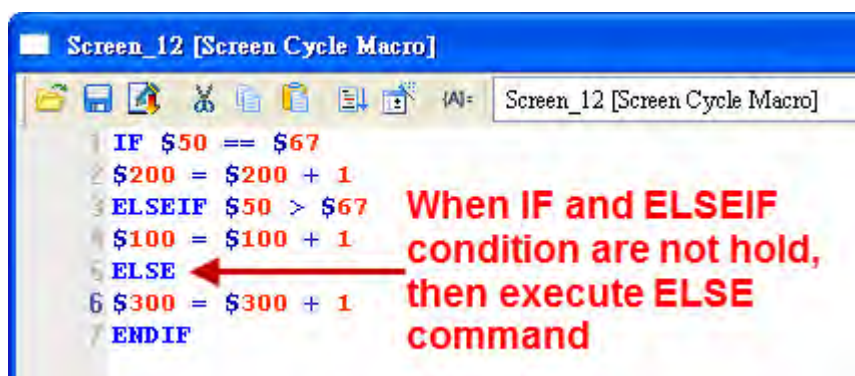 Screen_12 [Screen Cycle Macro]
{A}= Screen_12 [Screen Cycle Macro]
1 IF $50 == $67
2 $200 = $200 + 1
3 ELSEIF $50 > $67
4 $100 = $100 + 1
5 ELSE
6 $300 = $300 + 1
7 ENDIF
When IF and ELSEIF
condition are not hold,
then execute ELSE
command